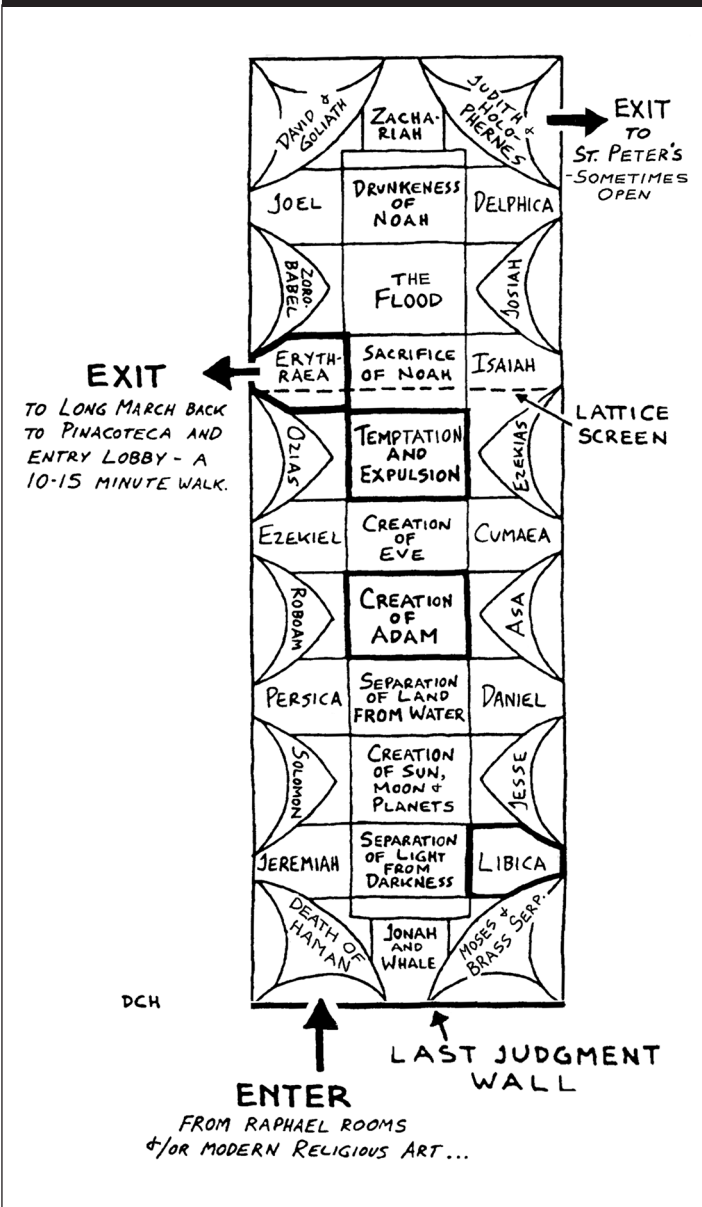 DAVID &
GOLIATH
ZACHA-
RIAH
JUDITH &
HOLO-
PHERNES
EXIT
TO
ST. PETER'S
-SOMETIMES
OPEN
JOEL
DRUNKENESS
OF
NOAH
DELPHICA
ZORO-
BABEL
THE
FLOOD
JOSIAH
EXIT
TO LONG MARCH BACK
TO PINACOTECA AND
ENTRY LOBBY - A
10-15 MINUTE WALK.
ERYTH-
RAEA
SACRIFICE
OF NOAH
ISAIAH
LATTICE
SCREEN
OZIAS
TEMPTATION
AND
EXPULSION
EZEKIAS
EZEKIEL
CREATION
OF
EVE
CUMAEA
ROBOAM
CREATION
OF
ADAM
ASA
PERSICA
SEPARATION
OF LAND
FROM WATER
DANIEL
SOLOMON
CREATION
OF SUN,
MOON &
PLANETS
JESSE
JEREMIAH
SEPARATION
OF LIGHT
FROM
DARKNESS
LIBICA
DEATH OF
HAMAN
JONAH
AND
WHALE
MOSES &
BRASS SERP.
DCH
LAST JUDGMENT
WALL
ENTER
FROM RAPHAEL ROOMS
&/OR MODERN RELIGIOUS ART...